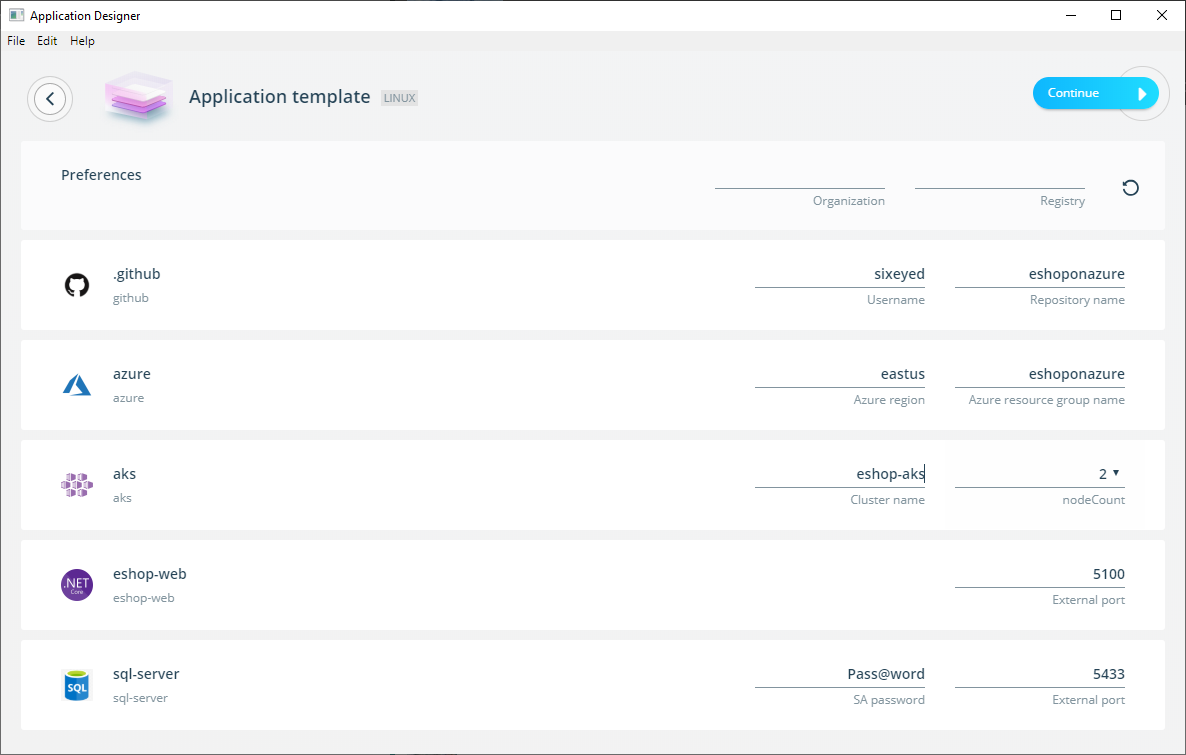 Application Designer
File Edit Help
Application template LINUX
Continue
Preferences
Organization Registry
.github sixeyed eshoponazure
github Username Repository name
azure eastus eshoponazure
azure Azure region Azure resource group name
aks eshop-aks 2
aks Cluster name nodeCount
.NET
Core
eshop-web 5100
eshop-web External port
SQL
sql-server Pass@word 5433
sql-server SA password External port